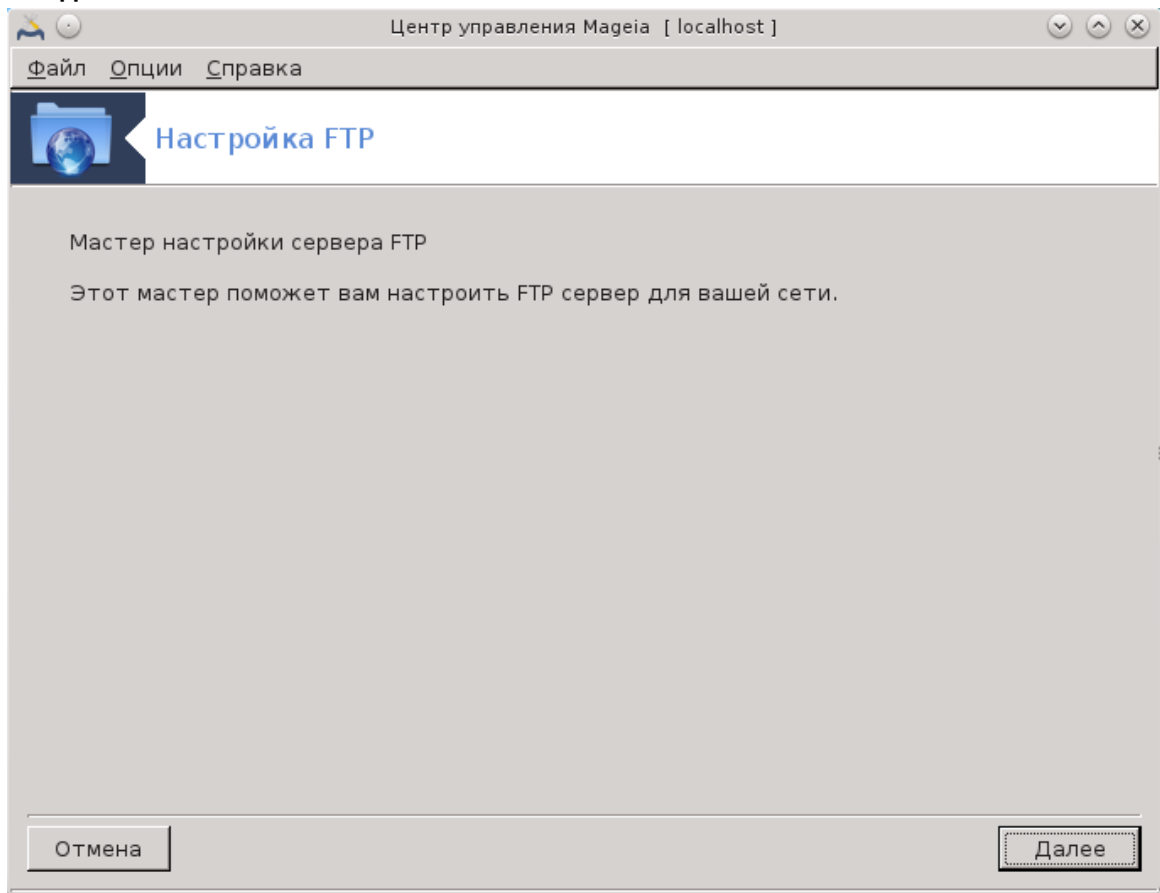 Центр управления Mageia [ localhost ]
Файл Опции Справка
Настройка FTP
Мастер настройки сервера FTP
Этот мастер поможет вам настроить FTP сервер для вашей сети.
Отмена Далее